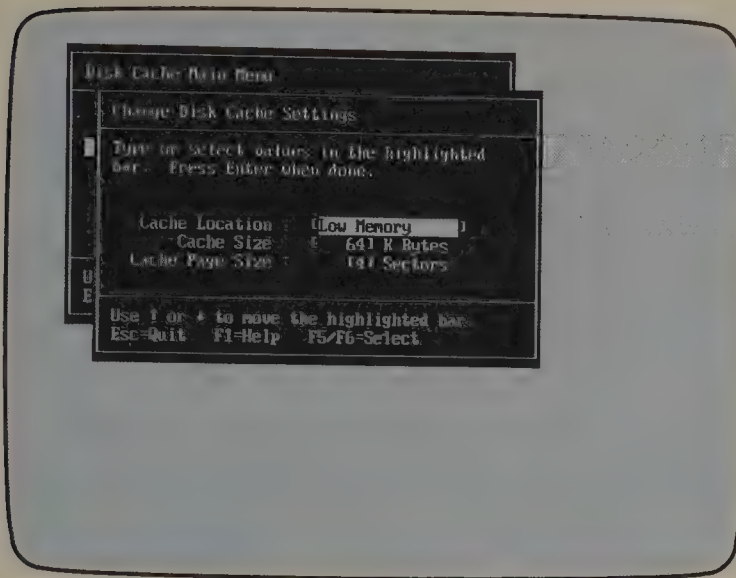 Disk Cache Main Menu
Change Disk Cache Settings
Type or select values in the highlighted
bar. Press Enter when done.
Cache Location : [Low Memory ]
Cache Size : [ 64] K Bytes
Cache Page Size : [4] Sectors
Use ↑ or ↓ to move the highlighted bar
Esc=Quit F1=Help F5/F6=Select